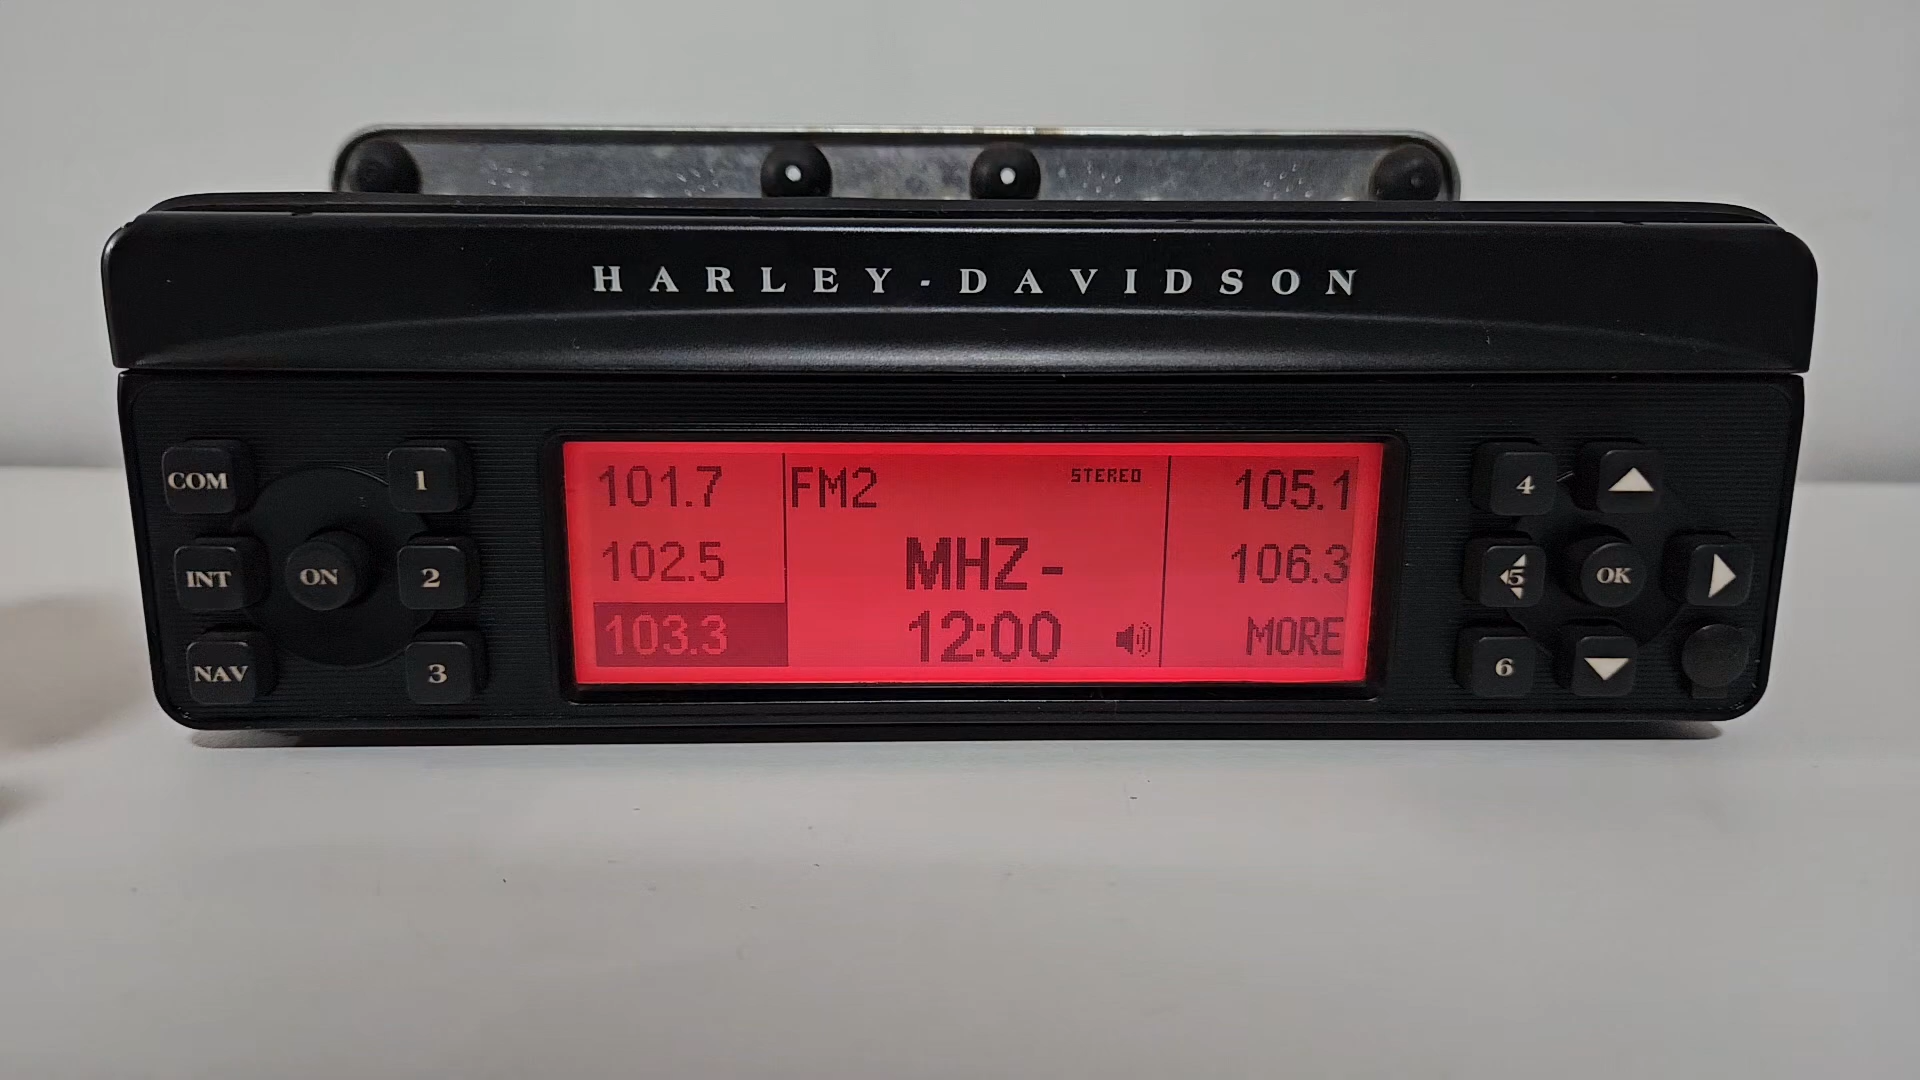 HARLEY-DAVIDSON
COM
1
INT
ON
2
NAV
3
101.7
102.5
103.3
FM2
STEREO
MHZ-
12:00
105.1
106.3
MORE
4
5
OK
6